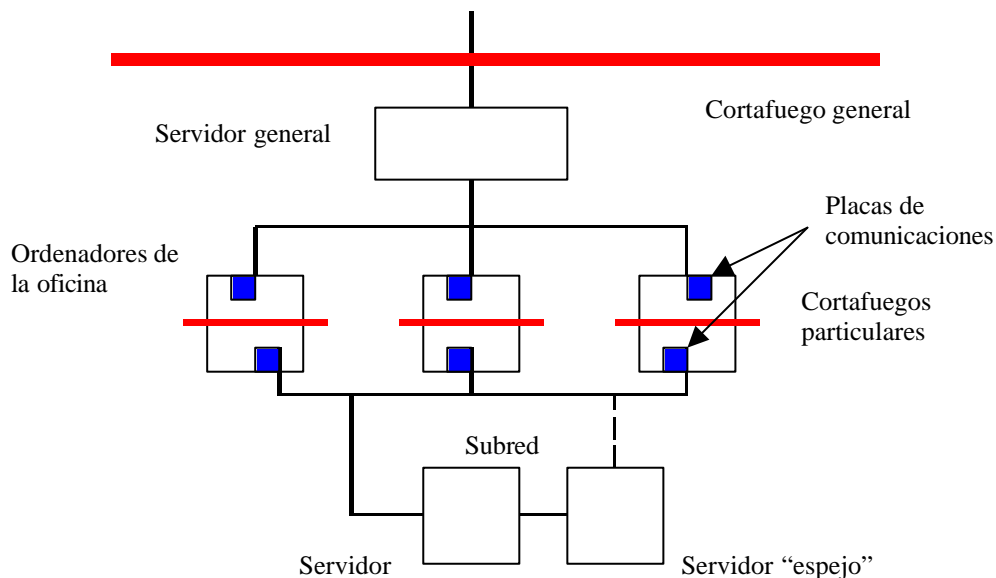 Servidor general
Cortafuego general
Placas de
comunicaciones
Ordenadores de
la oficina
Cortafuegos
particulares
Subred
Servidor
Servidor “espejo”